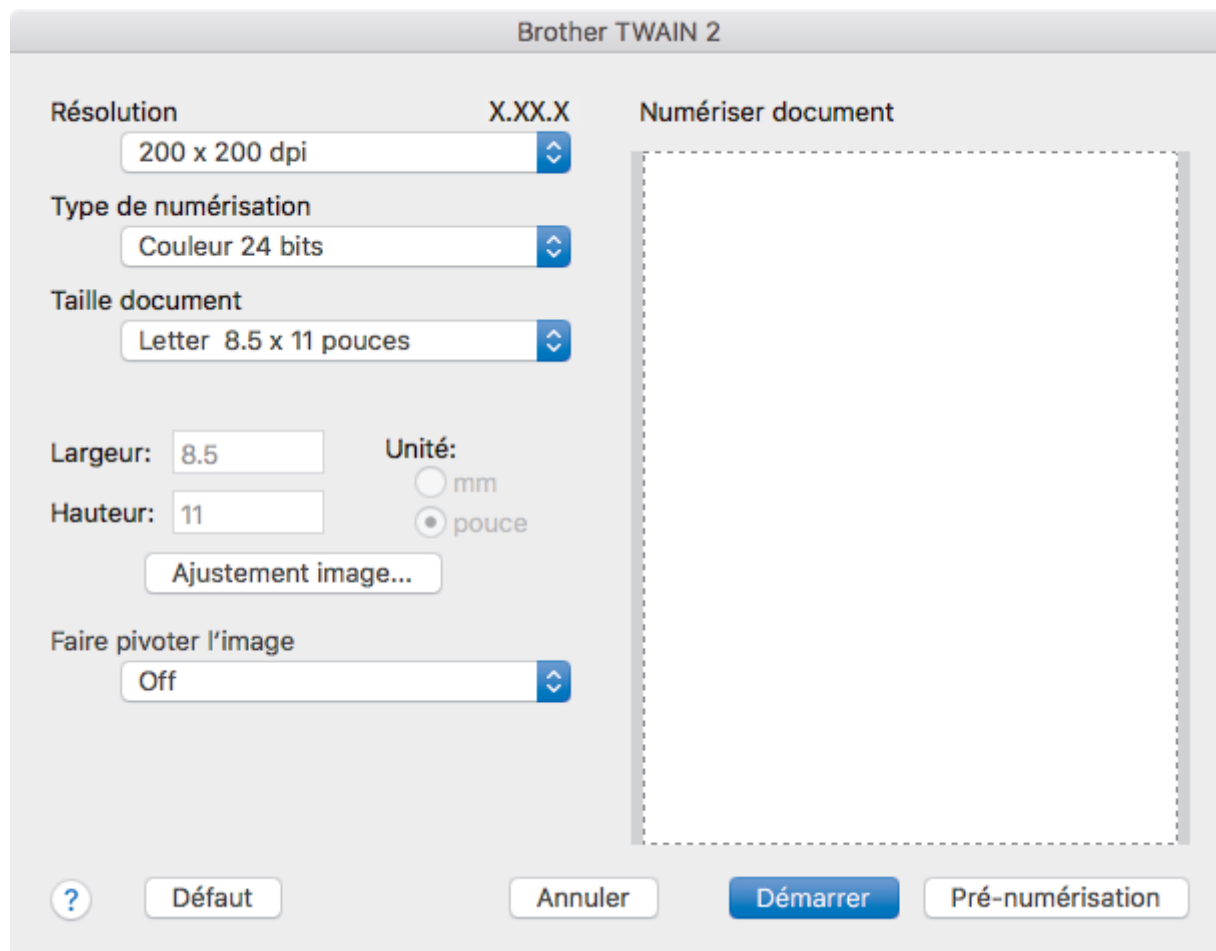 Brother TWAIN 2
Résolution X.XX.X
200 x 200 dpi
Type de numérisation
Couleur 24 bits
Taille document
Letter 8.5 x 11 pouces
Largeur: 8.5
Hauteur: 11
Unité:
mm
pouce
Ajustement image...
Faire pivoter l'image
Off
Numériser document
? Défaut Annuler Démarrer Pré-numérisation